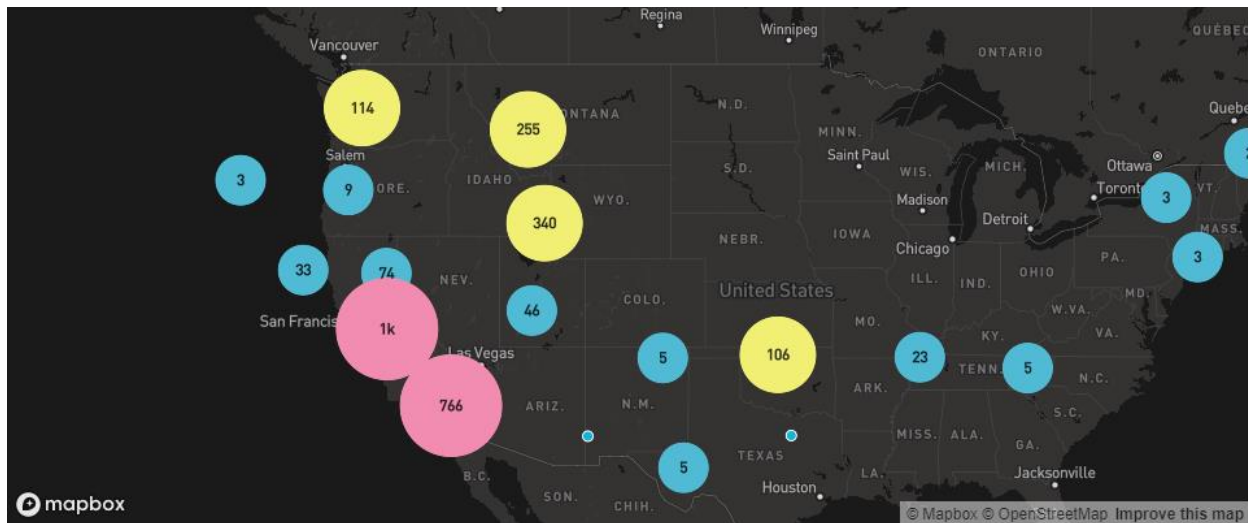 Regina
Winnipeg
QUÉBEC
Vancouver
ONTARIO
114
255
ONTANA
N.D.
MINN.
Quebe
Salem
3
9
ORE.
IDAHO
S.D.
Saint Paul
WIS.
MICH.
Ottawa
Toronto
3
VT.
WYO.
340
Madison
Detroit
MASS.
33
74
NEV.
NEBR.
IOWA
Chicago
3
PA.
OHIO
ILL.
IND.
MD.
46
COLO.
United States
W.VA.
San Francis
1k
MO.
KY.
VA.
Las Vegas
5
106
23
TENN.
5
N.C.
766
ARIZ.
N.M.
ARK.
S.C.
MISS.
ALA.
GA.
TEXAS
B.C.
5
LA.
Jacksonville
SON.
CHIH.
Houston
mapbox
© Mapbox © OpenStreetMap Improve this map